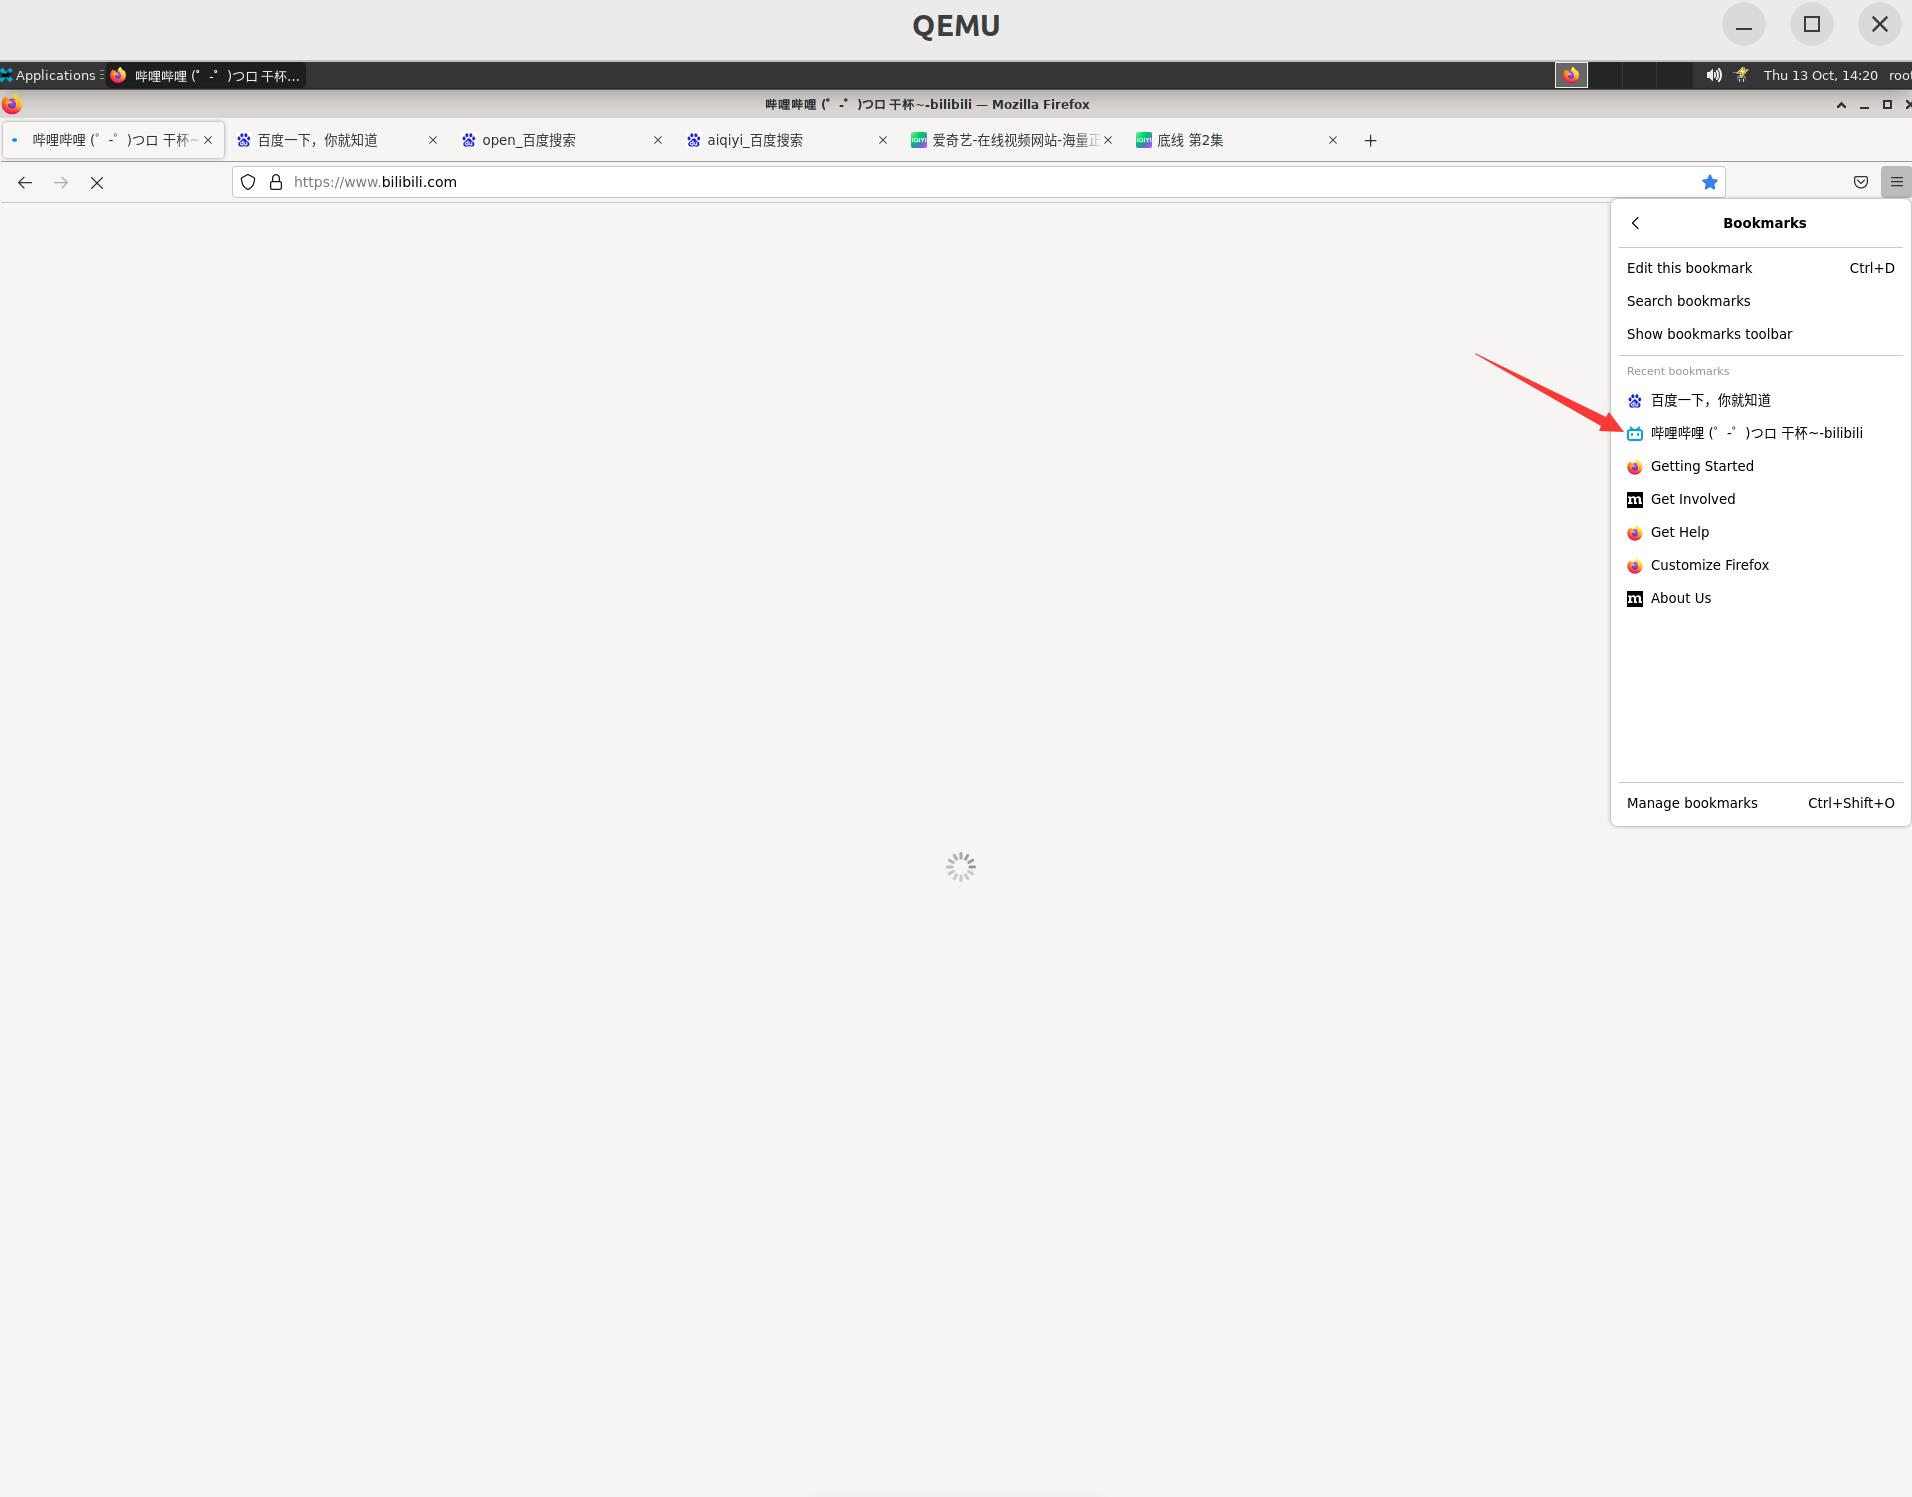 QEMU
Applications 哔哩哔哩 (゜-゜)つロ 干杯... Thu 13 Oct, 14:20 root
哔哩哔哩 (゜-゜)つロ 干杯~-bilibili — Mozilla Firefox
哔哩哔哩 (゜-゜)つロ 干杯~ 百度一下，你就知道 open_百度搜索 aiqiyi_百度搜索 爱奇艺-在线视频网站-海量正 底线 第2集
https://www.bilibili.com
Bookmarks
Edit this bookmark Ctrl+D
Search bookmarks
Show bookmarks toolbar
Recent bookmarks
百度一下，你就知道
哔哩哔哩 (゜-゜)つロ 干杯~-bilibili
Getting Started
Get Involved
Get Help
Customize Firefox
About Us
Manage bookmarks Ctrl+Shift+O